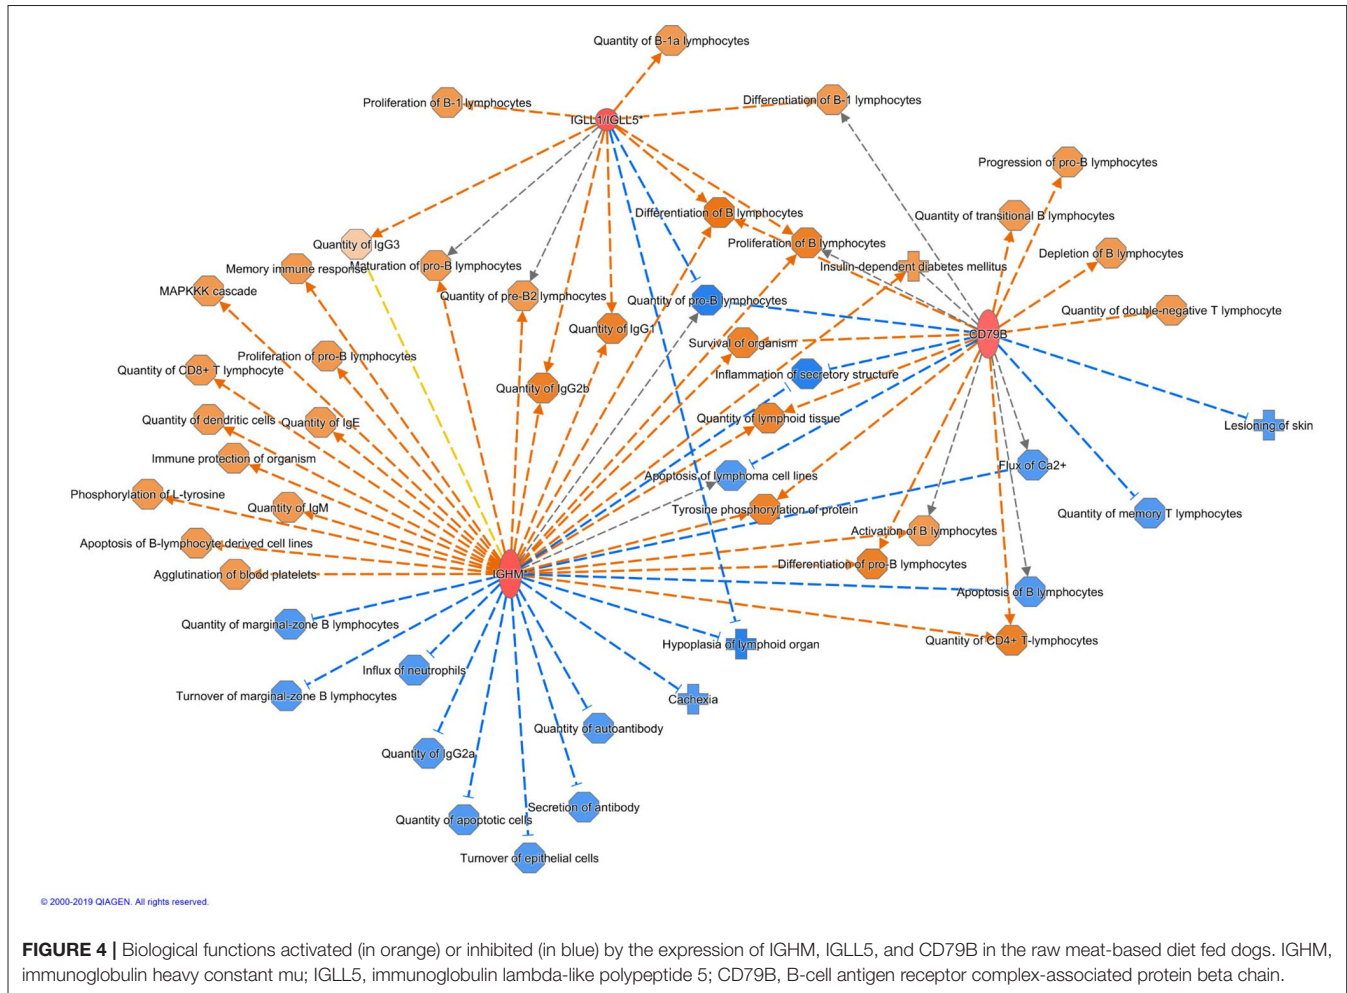 Quantity of B-1a lymphocytes
Proliferation of B-1 lymphocytes
Differentiation of B-1 lymphocytes
IGLL1/IGLL5*
Progression of pro-B lymphocytes
Differentiation of B lymphocytes
Quantity of transitional B lymphocytes
Quantity of IgG3
Proliferation of B lymphocytes
Depletion of B lymphocytes
Memory immune response
Maturation of pro-B lymphocytes
Insulin-dependent diabetes mellitus
MAPKKK cascade
Quantity of pre-B2 lymphocytes
Quantity of pro-B lymphocytes
Quantity of double-negative T lymphocyte
Quantity of IgG1
CD79B
Survival of organism
Proliferation of pro-B lymphocytes
Quantity of CD8+ T lymphocyte
Inflammation of secretory structure
Quantity of IgG2b
Quantity of dendritic cells
Quantity of IgE
Quantity of lymphoid tissue
Lesioning of skin
Immune protection of organism
Apoptosis of lymphoma cell lines
Flux of Ca2+
Phosphorylation of L-tyrosine
Quantity of IgM
Tyrosine phosphorylation of protein
Quantity of memory T lymphocytes
Activation of B lymphocytes
Apoptosis of B-lymphocyte derived cell lines
Differentiation of pro-B lymphocytes
Agglutination of blood platelets
IGHM*
Apoptosis of B lymphocytes
Quantity of marginal-zone B lymphocytes
Quantity of CD4+ T-lymphocytes
Hypoplasia of lymphoid organ
Influx of neutrophils
Turnover of marginal-zone B lymphocytes
Cachexia
Quantity of autoantibody
Quantity of IgG2a
Secretion of antibody
Quantity of apoptotic cells
Turnover of epithelial cells
© 2000-2019 QIAGEN. All rights reserved.
FIGURE 4 | Biological functions activated (in orange) or inhibited (in blue) by the expression of IGHM, IGLL5, and CD79B in the raw meat-based diet fed dogs. IGHM,
immunoglobulin heavy constant mu; IGLL5, immunoglobulin lambda-like polypeptide 5; CD79B, B-cell antigen receptor complex-associated protein beta chain.